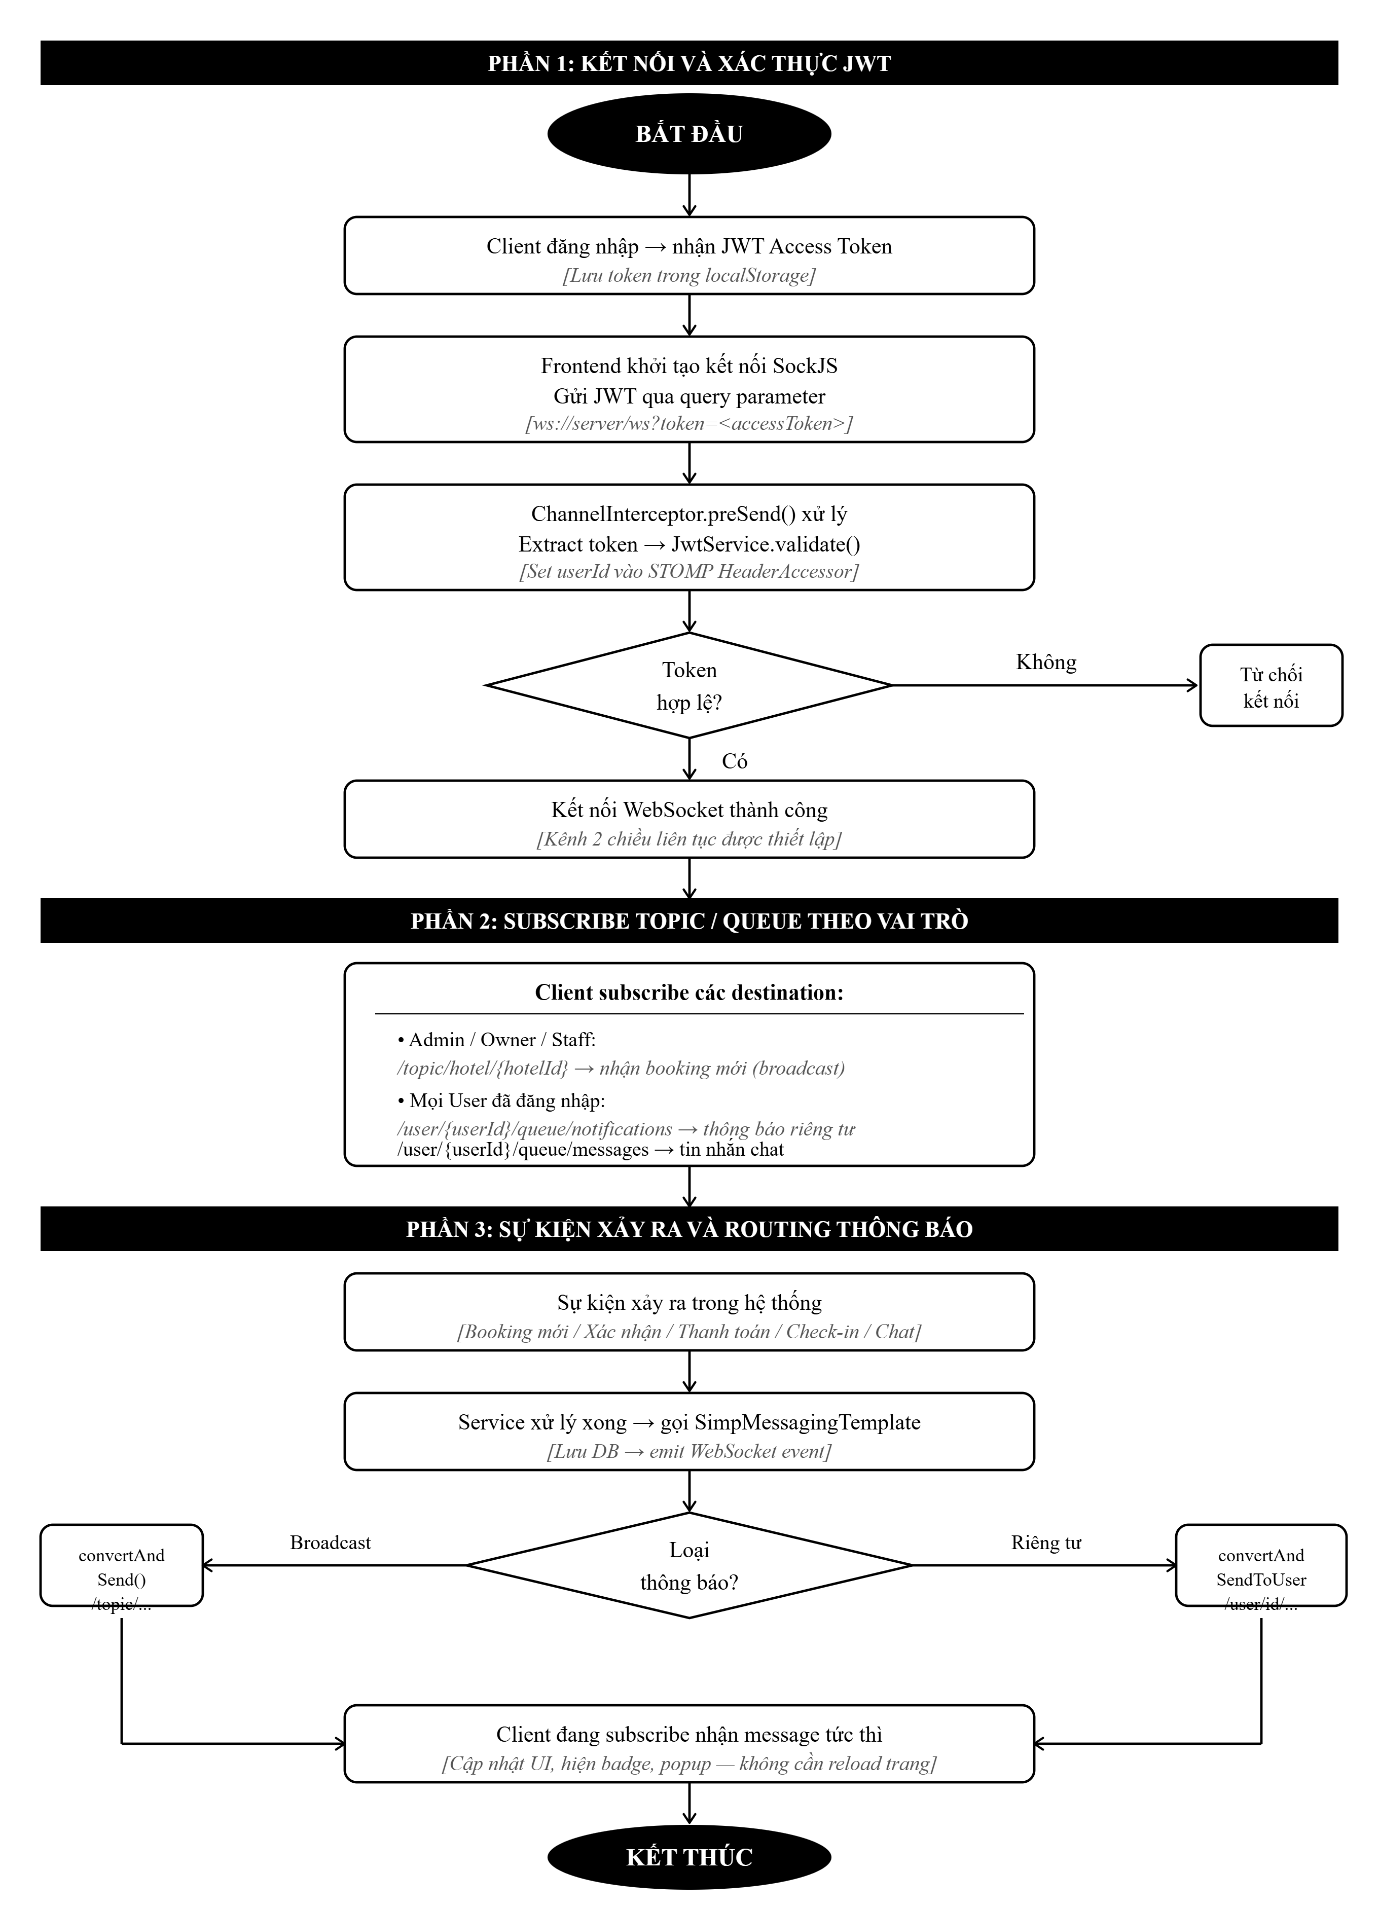 PHẦN 1: KẾT NỐI VÀ XÁC THỰC JWT
BẮT ĐẦU
Client đăng nhập → nhận JWT Access Token
[Lưu token trong localStorage]
Frontend khởi tạo kết nối SockJS
Gửi JWT qua query parameter
[ws://server/ws?token=<accessToken>]
ChannelInterceptor.preSend() xử lý
Extract token → JwtService.validate()
[Set userId vào STOMP HeaderAccessor]
Token
hợp lệ?
Không
Từ chối
kết nối
Có
Kết nối WebSocket thành công
[Kênh 2 chiều liên tục được thiết lập]
PHẦN 2: SUBSCRIBE TOPIC / QUEUE THEO VAI TRÒ
Client subscribe các destination:
• Admin / Owner / Staff:
/topic/hotel/{hotelId} → nhận booking mới (broadcast)
• Mọi User đã đăng nhập:
/user/{userId}/queue/notifications → thông báo riêng tư
/user/{userId}/queue/messages → tin nhắn chat
PHẦN 3: SỰ KIỆN XẢY RA VÀ ROUTING THÔNG BÁO
Sự kiện xảy ra trong hệ thống
[Booking mới / Xác nhận / Thanh toán / Check-in / Chat]
Service xử lý xong → gọi SimpMessagingTemplate
[Lưu DB → emit WebSocket event]
Loại
thông báo?
Broadcast
convertAnd
Send()
/topic/...
Riêng tư
convertAnd
SendToUser
/user/id/...
Client đang subscribe nhận message tức thì
[Cập nhật UI, hiện badge, popup — không cần reload trang]
KẾT THÚC